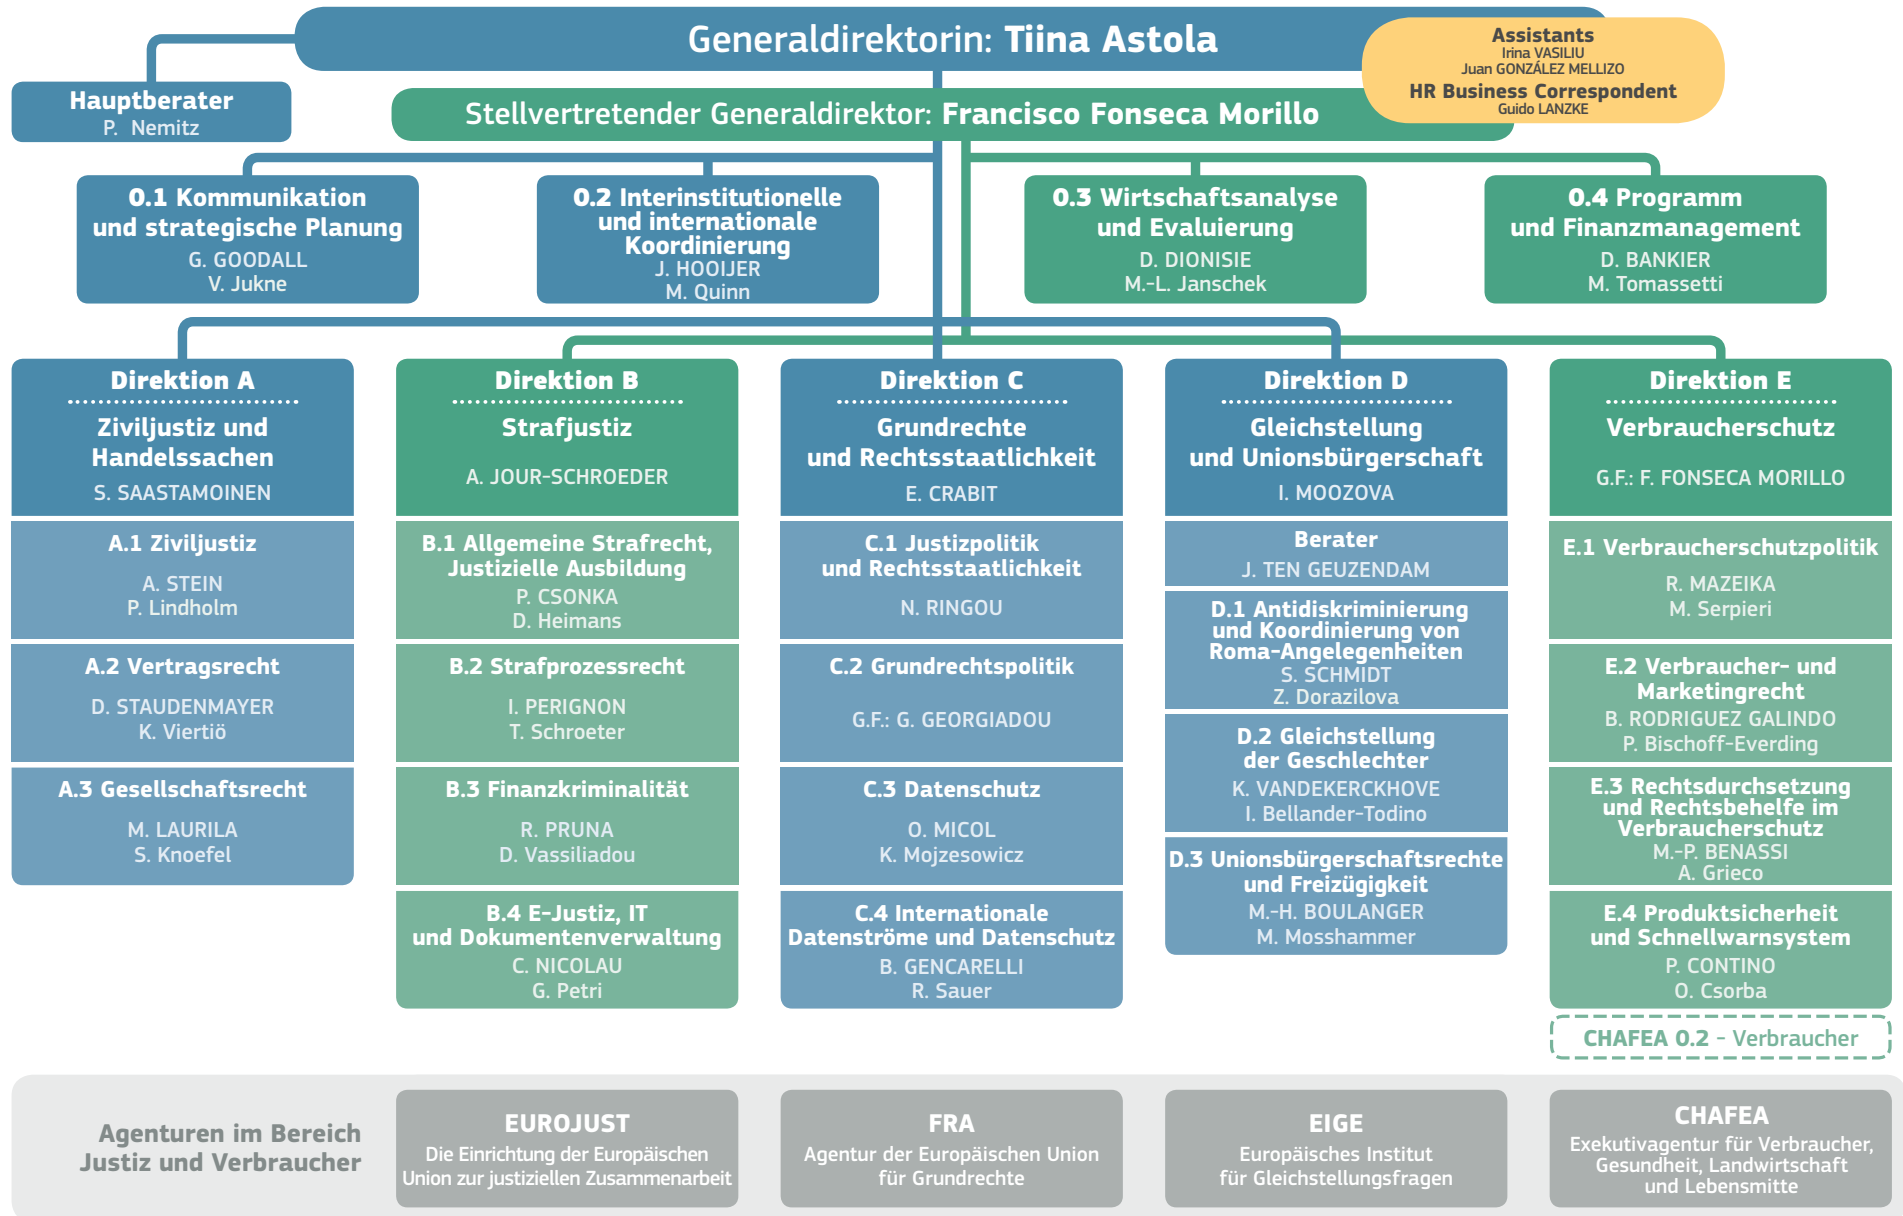 Generaldirektorin: Tiina Astola
Assistants
Irina VASILIU
Juan GONZÁLEZ MELLIZO
HR Business Correspondent
Guido LANZKE
Hauptberater
P. Nemitz
Stellvertretender Generaldirektor: Francisco Fonseca Morillo
0.1 Kommunikation
und strategische Planung
G. GOODALL
V. Jukne
0.2 Interinstitutionelle
und internationale
Koordinierung
J. HOOIJER
M. Quinn
0.3 Wirtschaftsanalyse
und Evaluierung
D. DIONISIE
M.-L. Janschek
0.4 Programm
und Finanzmanagement
D. BANKIER
M. Tomassetti
Direktion A
Ziviljustiz und
Handelssachen
S. SAASTAMOINEN
A.1 Ziviljustiz
A. STEIN
P. Lindholm
A.2 Vertragsrecht
D. STAUDENMAYER
K. Viertiö
A.3 Gesellschaftsrecht
M. LAURILA
S. Knoefel
Direktion B
Strafjustiz
A. JOUR-SCHROEDER
B.1 Allgemeine Strafrecht,
Justizielle Ausbildung
P. CSONKA
D. Heimans
B.2 Strafprozessrecht
I. PERIGNON
T. Schroeter
B.3 Finanzkriminalität
R. PRUNA
D. Vassiliadou
B.4 E-Justiz, IT
und Dokumentenverwaltung
C. NICOLAU
G. Petri
Direktion C
Grundrechte
und Rechtsstaatlichkeit
E. CRABIT
C.1 Justizpolitik
und Rechtsstaatlichkeit
N. RINGOU
C.2 Grundrechtspolitik
G.F.: G. GEORGIADOU
C.3 Datenschutz
O. MICOL
K. Mojzesowicz
C.4 Internationale
Datenströme und Datenschutz
B. GENCARELLI
R. Sauer
Direktion D
Gleichstellung
und Unionsbürgerschaft
I. MOOZOVA
Berater
J. TEN GEUZENDAM
D.1 Antidiskriminierung
und Koordinierung von
Roma-Angelegenheiten
S. SCHMIDT
Z. Dorazilova
D.2 Gleichstellung
der Geschlechter
K. VANDEKERCKHOVE
I. Bellander-Todino
D.3 Unionsbürgerschaftsrechte
und Freizügigkeit
M.-H. BOULANGER
M. Mosshammer
Direktion E
Verbraucherschutz
G.F.: F. FONSECA MORILLO
E.1 Verbraucherschutzpolitik
R. MAZEIKA
M. Serpieri
E.2 Verbraucher- und
Marketingrecht
B. RODRIGUEZ GALINDO
P. Bischoff-Everding
E.3 Rechtsdurchsetzung
und Rechtsbehelfe im
Verbraucherschutz
M.-P. BENASSI
A. Grieco
E.4 Produktsicherheit
und Schnellwarnsystem
P. CONTINO
O. Csorba
CHAFEA 0.2 - Verbraucher
Agenturen im Bereich
Justiz und Verbraucher
EUROJUST
Die Einrichtung der Europäischen
Union zur justiziellen Zusammenarbeit
FRA
Agentur der Europäischen Union
für Grundrechte
EIGE
Europäisches Institut
für Gleichstellungsfragen
CHAFEA
Exekutivagentur für Verbraucher,
Gesundheit, Landwirtschaft
und Lebensmitte